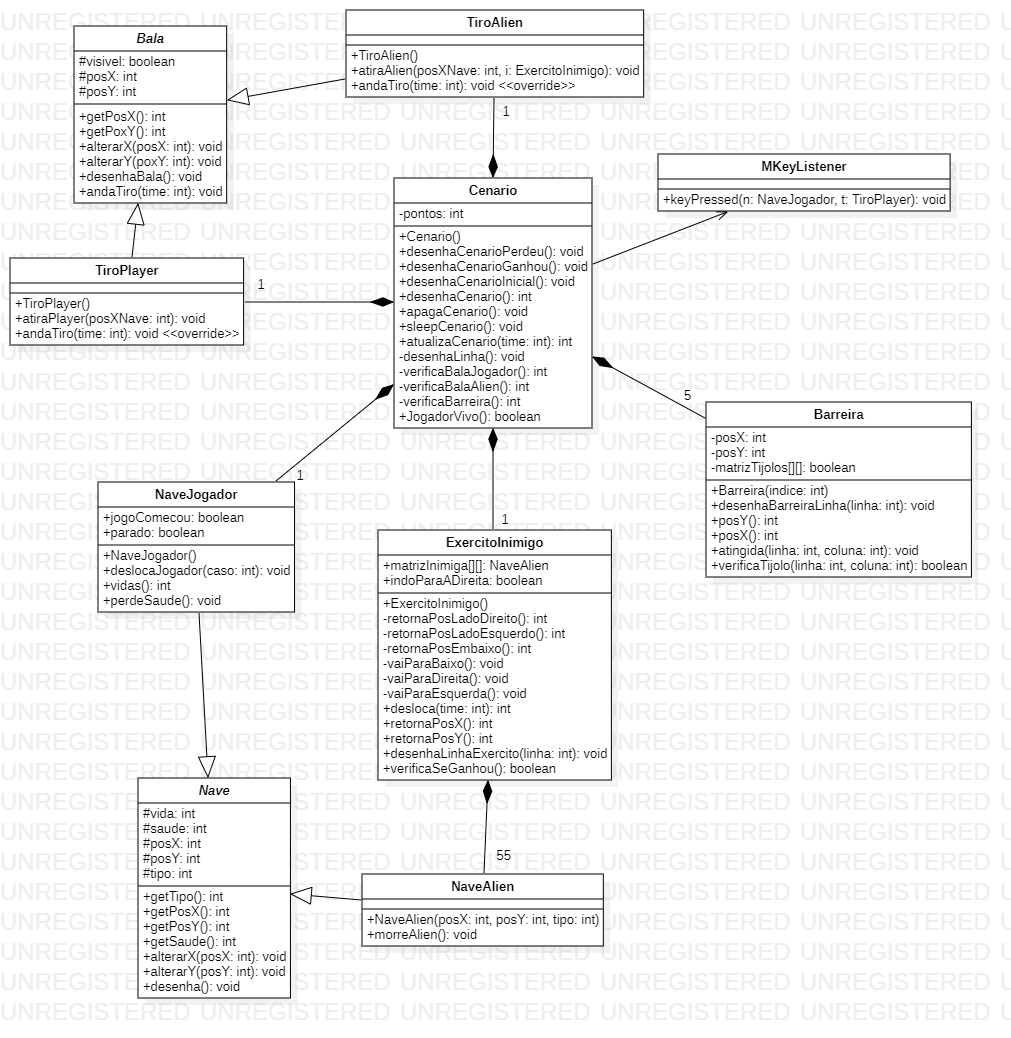 TiroAlien
+TiroAlien()
+atiraAlien(posXNave: int, i: ExercitoInimigo): void
+andaTiro(time: int): void <<override>>
Bala
#visivel: boolean
#posX: int
#posY: int
+getPosX(): int
+getPoxY(): int
+alterarX(posX: int): void
+alterarY(poxY: int): void
+desenhaBala(): void
+andaTiro(time: int): void
1
MKeyListener
+keyPressed(n: NaveJogador, t: TiroPlayer): void
Cenario
-pontos: int
+Cenario()
+desenhaCenarioPerdeu(): void
+desenhaCenarioGanhou(): void
+desenhaCenarioInicial(): void
+desenhaCenario(): int
+apagaCenario(): void
+sleepCenario(): void
+atualizaCenario(time: int): int
-desenhaLinha(): void
-verificaBalaJogador(): int
-verificaBalaAlien(): int
-verificaBarreira(): int
+JogadorVivo(): boolean
TiroPlayer
+TiroPlayer()
+atiraPlayer(posXNave: int): void
+andaTiro(time: int): void <<override>>
1
5
Barreira
-posX: int
-posY: int
-matrizTijolos[][]: boolean
+Barreira(indice: int)
+desenhaBarreiraLinha(linha: int): void
+posY(): int
+posX(): int
+atingida(linha: int, coluna: int): void
+verificaTijolo(linha: int, coluna: int): boolean
1
NaveJogador
+jogoComecou: boolean
+parado: boolean
+NaveJogador()
+deslocaJogador(caso: int): void
+vidas(): int
+perdeSaude(): void
1
ExercitoInimigo
+matrizInimiga[][]: NaveAlien
+indoParaADireita: boolean
+ExercitoInimigo()
-retornaPosLadoDireito(): int
-retornaPosLadoEsquerdo(): int
-retornaPosEmbaixo(): int
-vaiParaBaixo(): void
-vaiParaDireita(): void
-vaiParaEsquerda(): void
+desloca(time: int): int
+retornaPosX(): int
+retornaPosY(): int
+desenhaLinhaExercito(linha: int): void
+verificaSeGanhou(): boolean
Nave
#vida: int
#saude: int
#posX: int
#posY: int
#tipo: int
+getTipo(): int
+getPosX(): int
+getPosY(): int
+getSaude(): int
+alterarX(posX: int): void
+alterarY(posY: int): void
+desenha(): void
55
NaveAlien
+NaveAlien(posX: int, posY: int, tipo: int)
+morreAlien(): void